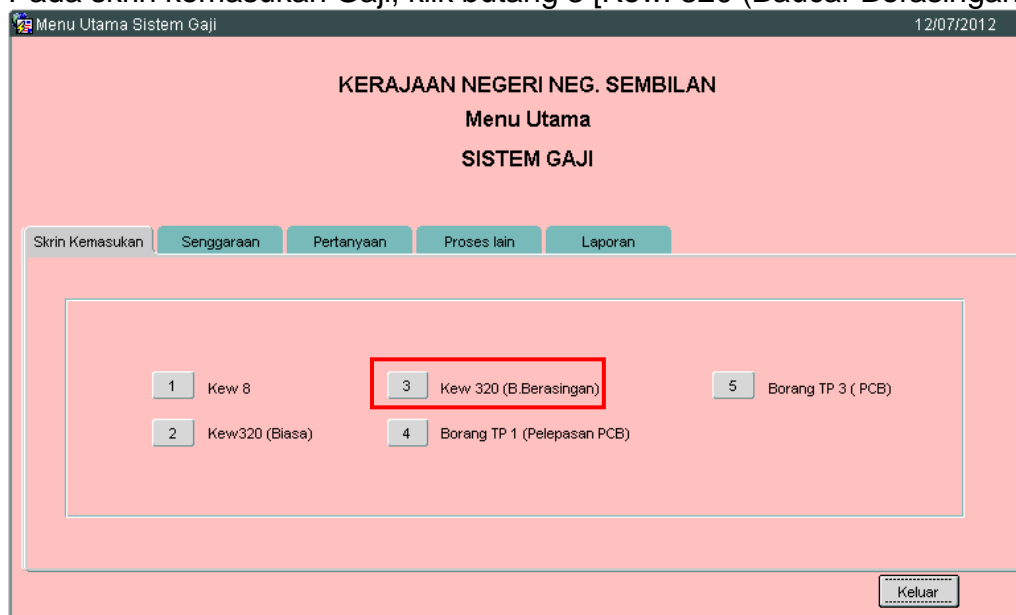 Pada skrin kemasukan Gaji, klik butang 3 [Kew. 320 (Baucar Berasingan
Menu Utama Sistem Gaji 12/07/2012
KERAJAAN NEGERI NEG. SEMBILAN
Menu Utama
SISTEM GAJI
Skrin Kemasukan Senggaraan Pertanyaan Proses lain Laporan
1 Kew 8 3 Kew 320 (B.Berasingan) 5 Borang TP 3 ( PCB)
2 Kew320 (Biasa) 4 Borang TP 1 (Pelepasan PCB)
Keluar